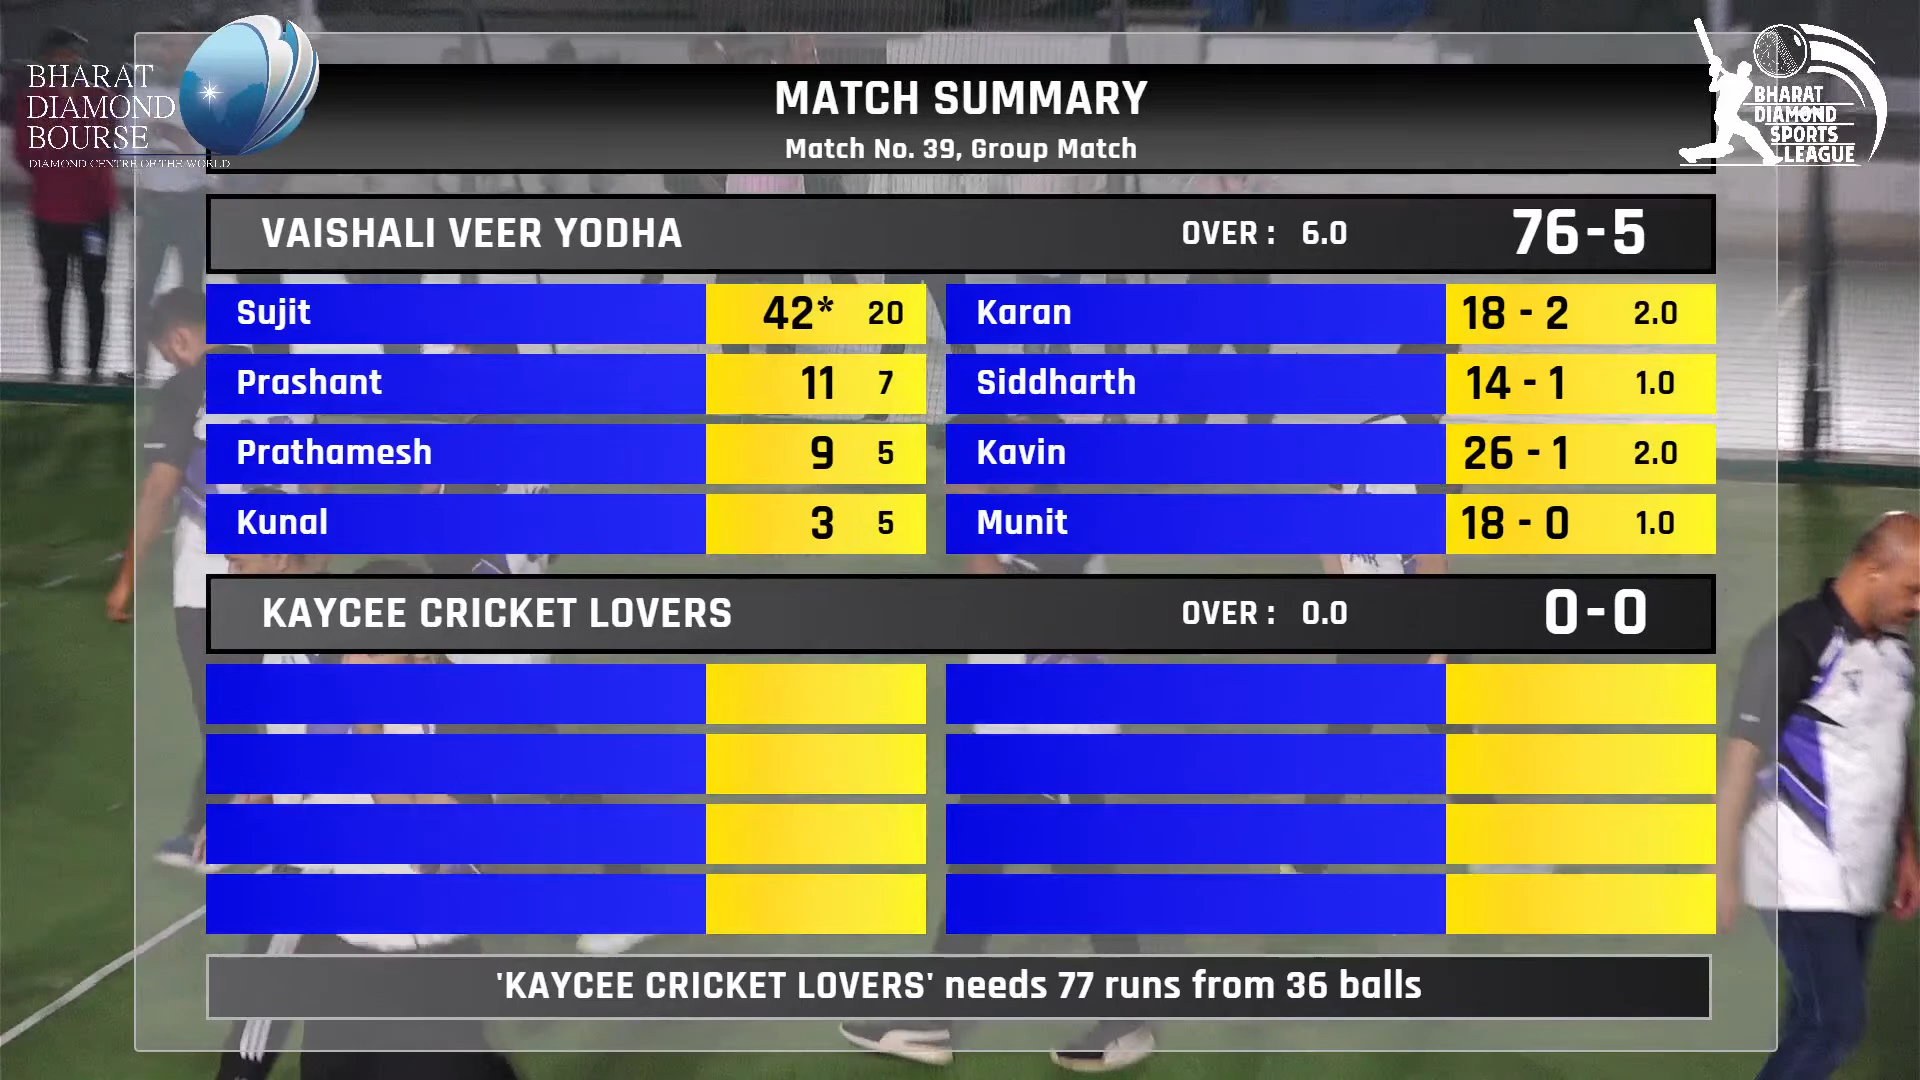 BHARAT
DIAMOND
BOURSE
DIAMOND CENTRE OF THE WORLD
BHARAT
DIAMOND
SPORTS
LEAGUE
MATCH SUMMARY
Match No. 39, Group Match
VAISHALI VEER YODHA OVER : 6.0 76-5
Sujit 42* 20 Karan 18 - 2 2.0
Prashant 11 7 Siddharth 14 - 1 1.0
Prathamesh 9 5 Kavin 26 - 1 2.0
Kunal 3 5 Munit 18 - 0 1.0
KAYCEE CRICKET LOVERS OVER : 0.0 0-0
'KAYCEE CRICKET LOVERS' needs 77 runs from 36 balls